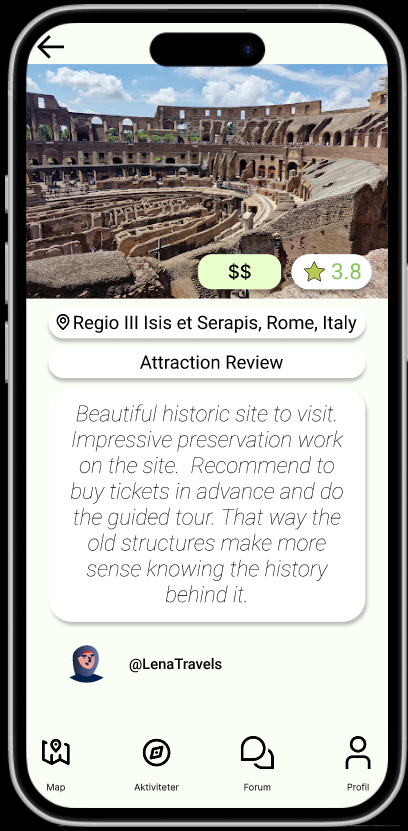 $$
3.8
Regio III Isis et Serapis, Rome, Italy
Attraction Review
Beautiful historic site to visit.
Impressive preservation work
on the site. Recommend to
buy tickets in advance and do
the guided tour. That way the
old structures make more
sense knowing the history
behind it.
@LenaTravels
Map
Aktiviteter
Forum
Profil